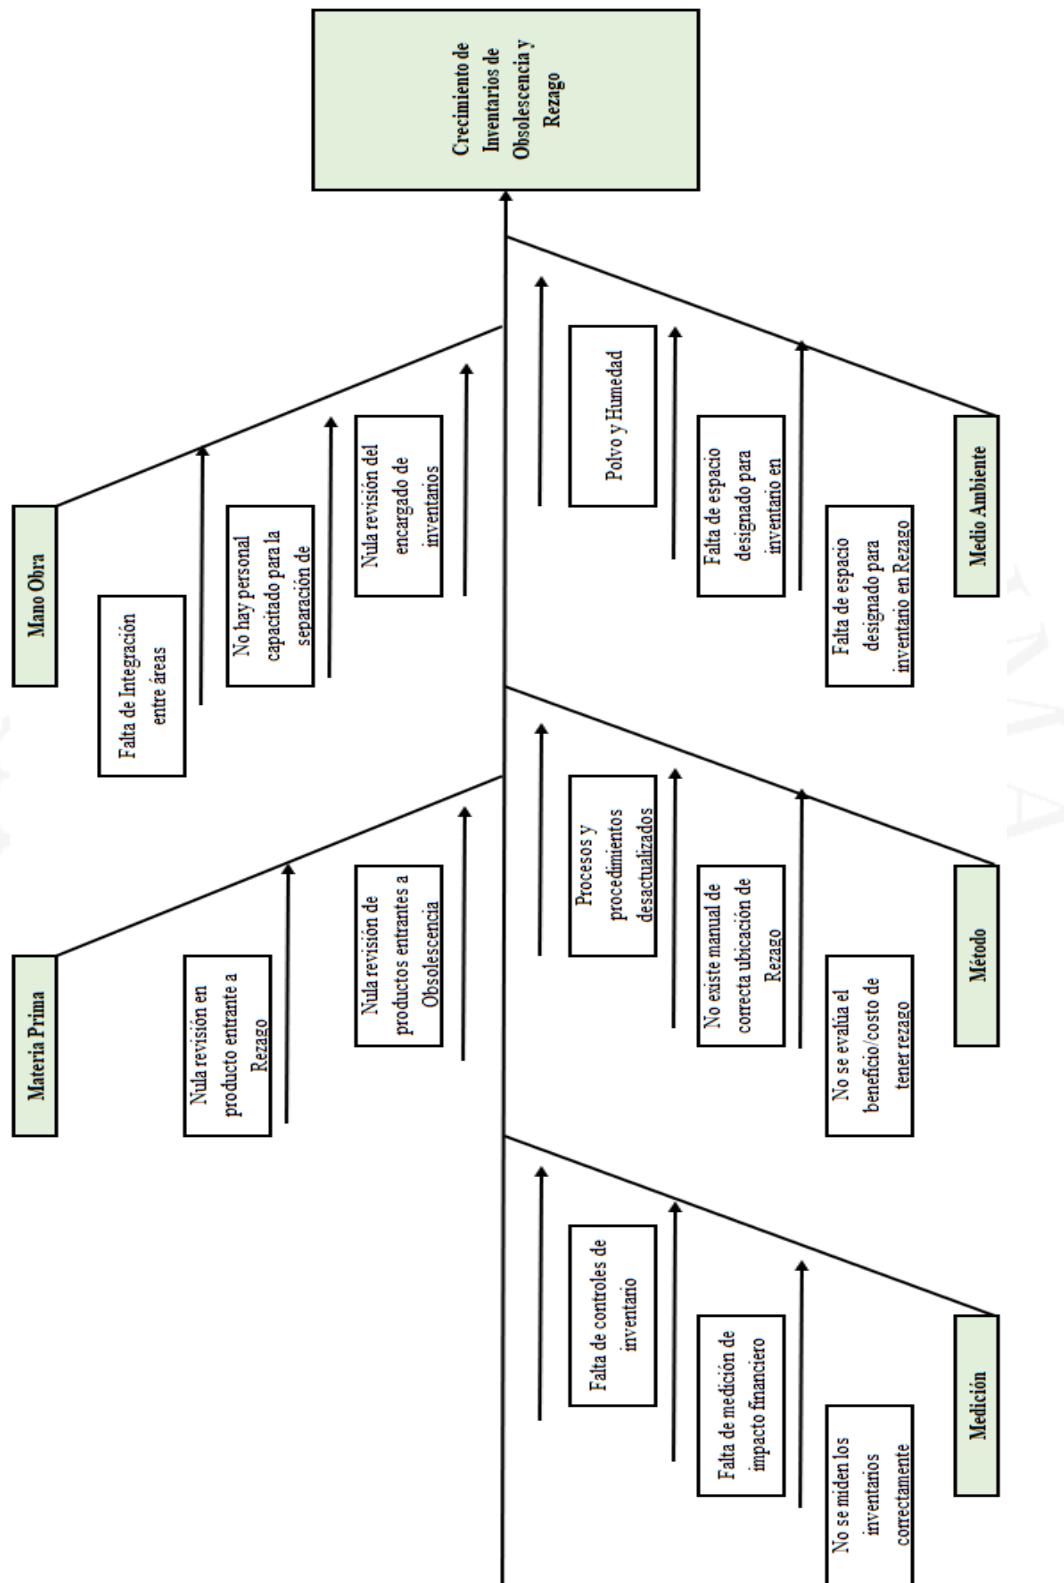 Crecimiento de
Inventarios de
Obsolescencia y
Rezago
Materia Prima
Nula revisión en
producto entrante a
Rezago
Nula revisión de
productos entrantes a
Obsolescencia
Mano Obra
Falta de Integración
entre áreas
No hay personal
capacitado para la
separación de
Nula revisión del
encargado de
inventarios
Falta de controles de
inventario
Falta de medición de
impacto financiero
No se miden los
inventarios
correctamente
Medición
Procesos y
procedimientos
desactualizados
No existe manual de
correcta ubicación de
Rezago
No se evalúa el
beneficio/costo de
tener rezago
Método
Polvo y Humedad
Falta de espacio
designado para
inventario en
Falta de espacio
designado para
inventario en Rezago
Medio Ambiente